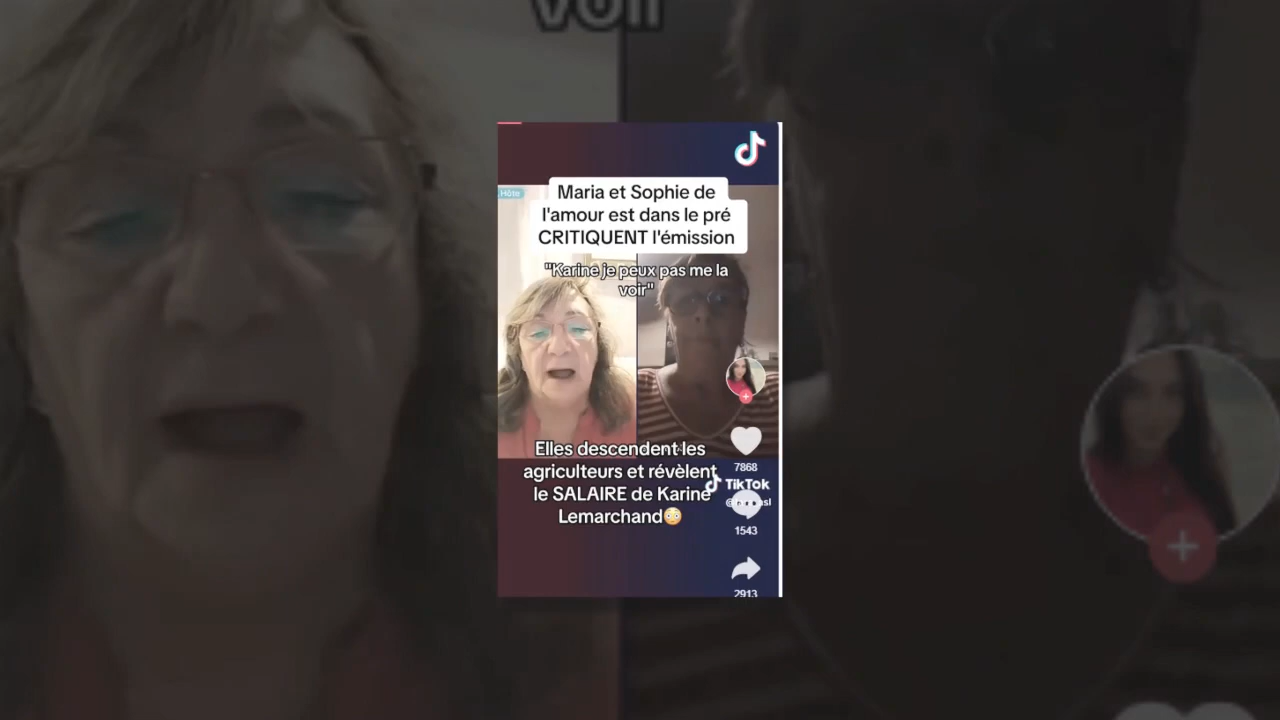 voir
Hôte
Maria et Sophie de
l'amour est dans le pré
CRITIQUENT l'émission
"Karine je peux pas me la
voir"
7868
Elles descendent les
agriculteurs et révèlent
le SALAIRE de Karine
Lemarchand😳
TikTok
1543
2913